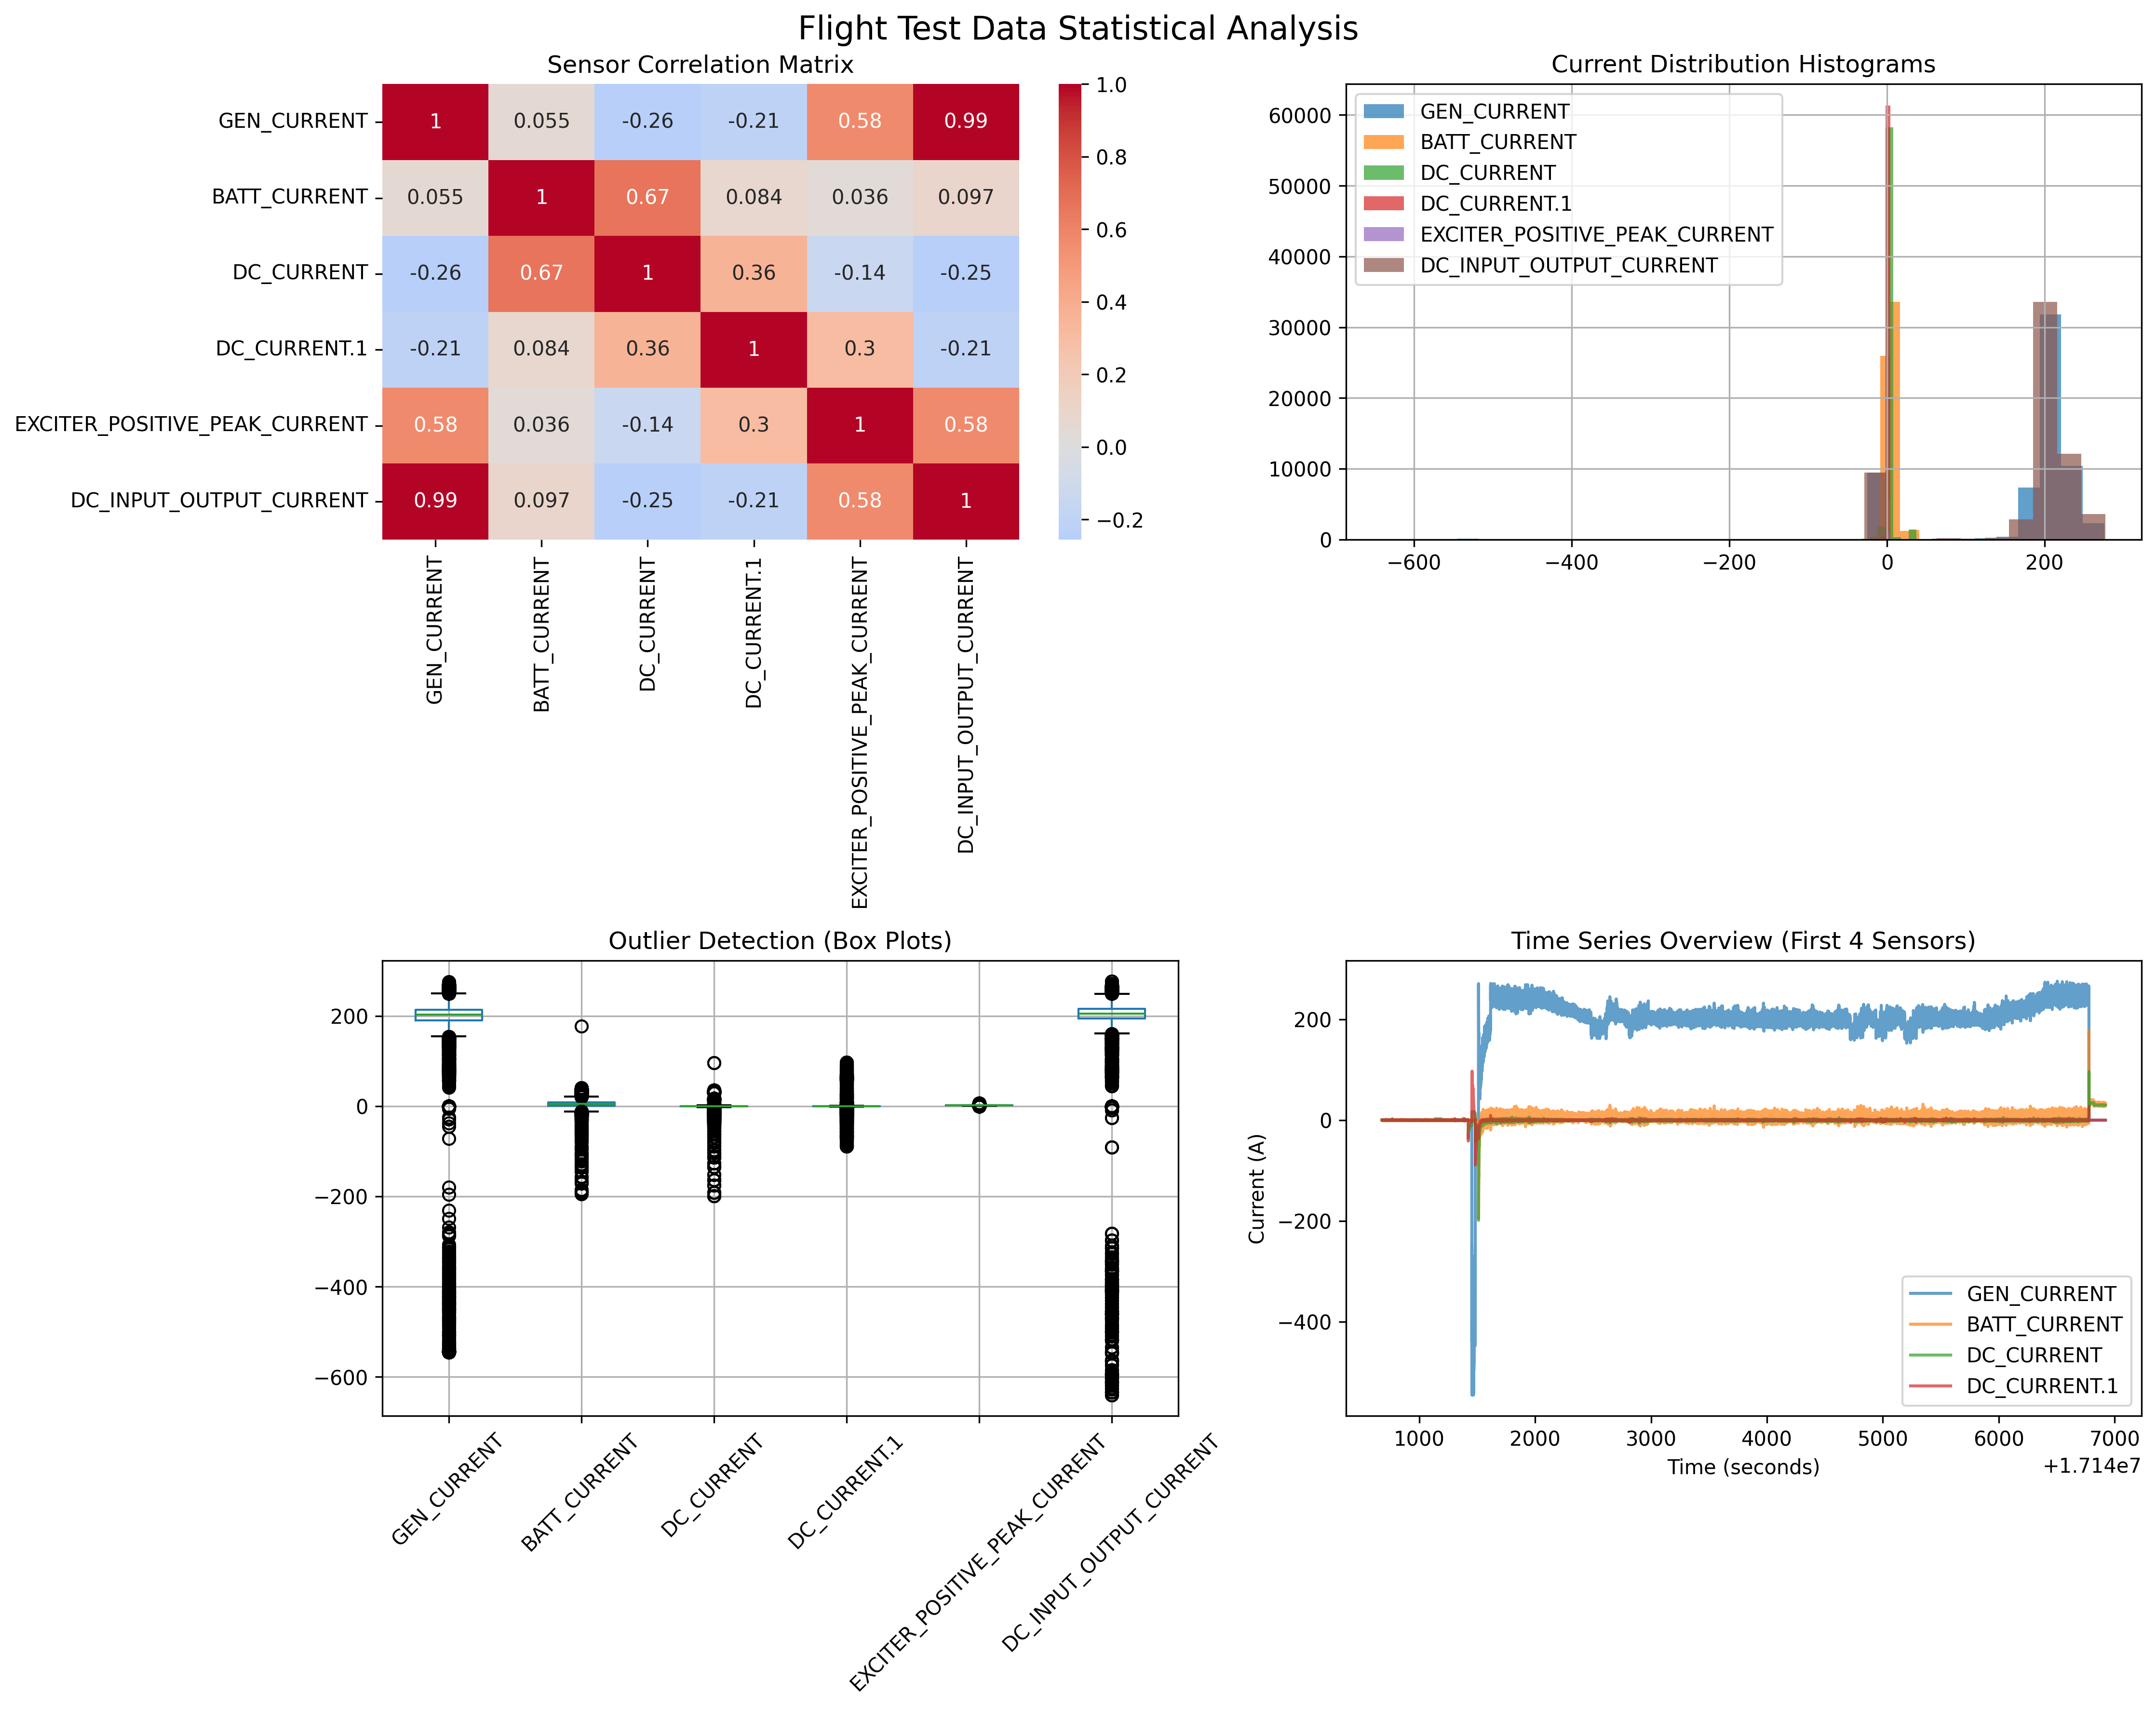 Flight Test Data Statistical Analysis
Sensor Correlation Matrix
GEN_CURRENT 1 0.055 -0.26 -0.21 0.58 0.99
BATT_CURRENT 0.055 1 0.67 0.084 0.036 0.097
DC_CURRENT -0.26 0.67 1 0.36 -0.14 -0.25
DC_CURRENT.1 -0.21 0.084 0.36 1 0.3 -0.21
EXCITER_POSITIVE_PEAK_CURRENT 0.58 0.036 -0.14 0.3 1 0.58
DC_INPUT_OUTPUT_CURRENT 0.99 0.097 -0.25 -0.21 0.58 1
GEN_CURRENT
BATT_CURRENT
DC_CURRENT
DC_CURRENT.1
EXCITER_POSITIVE_PEAK_CURRENT
DC_INPUT_OUTPUT_CURRENT
1.0
0.8
0.6
0.4
0.2
0.0
−0.2
Current Distribution Histograms
60000
50000
40000
30000
20000
10000
0
GEN_CURRENT
BATT_CURRENT
DC_CURRENT
DC_CURRENT.1
EXCITER_POSITIVE_PEAK_CURRENT
DC_INPUT_OUTPUT_CURRENT
−600 −400 −200 0 200
Outlier Detection (Box Plots)
200
0
−200
−400
−600
GEN_CURRENT
BATT_CURRENT
DC_CURRENT
DC_CURRENT.1
EXCITER_POSITIVE_PEAK_CURRENT
DC_INPUT_OUTPUT_CURRENT
Time Series Overview (First 4 Sensors)
Current (A)
200
0
−200
−400
GEN_CURRENT
BATT_CURRENT
DC_CURRENT
DC_CURRENT.1
1000 2000 3000 4000 5000 6000 7000
Time (seconds)
+1.714e7